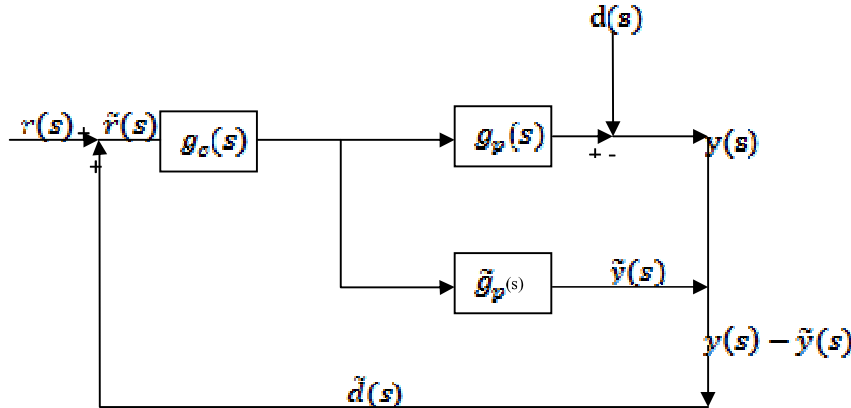 d(s)
r(s) + r̃(s) g_c(s) g_p(s) y(s)
+ -
+
g̃_p(s) ỹ(s)
y(s) − ỹ(s)
d̃(s)